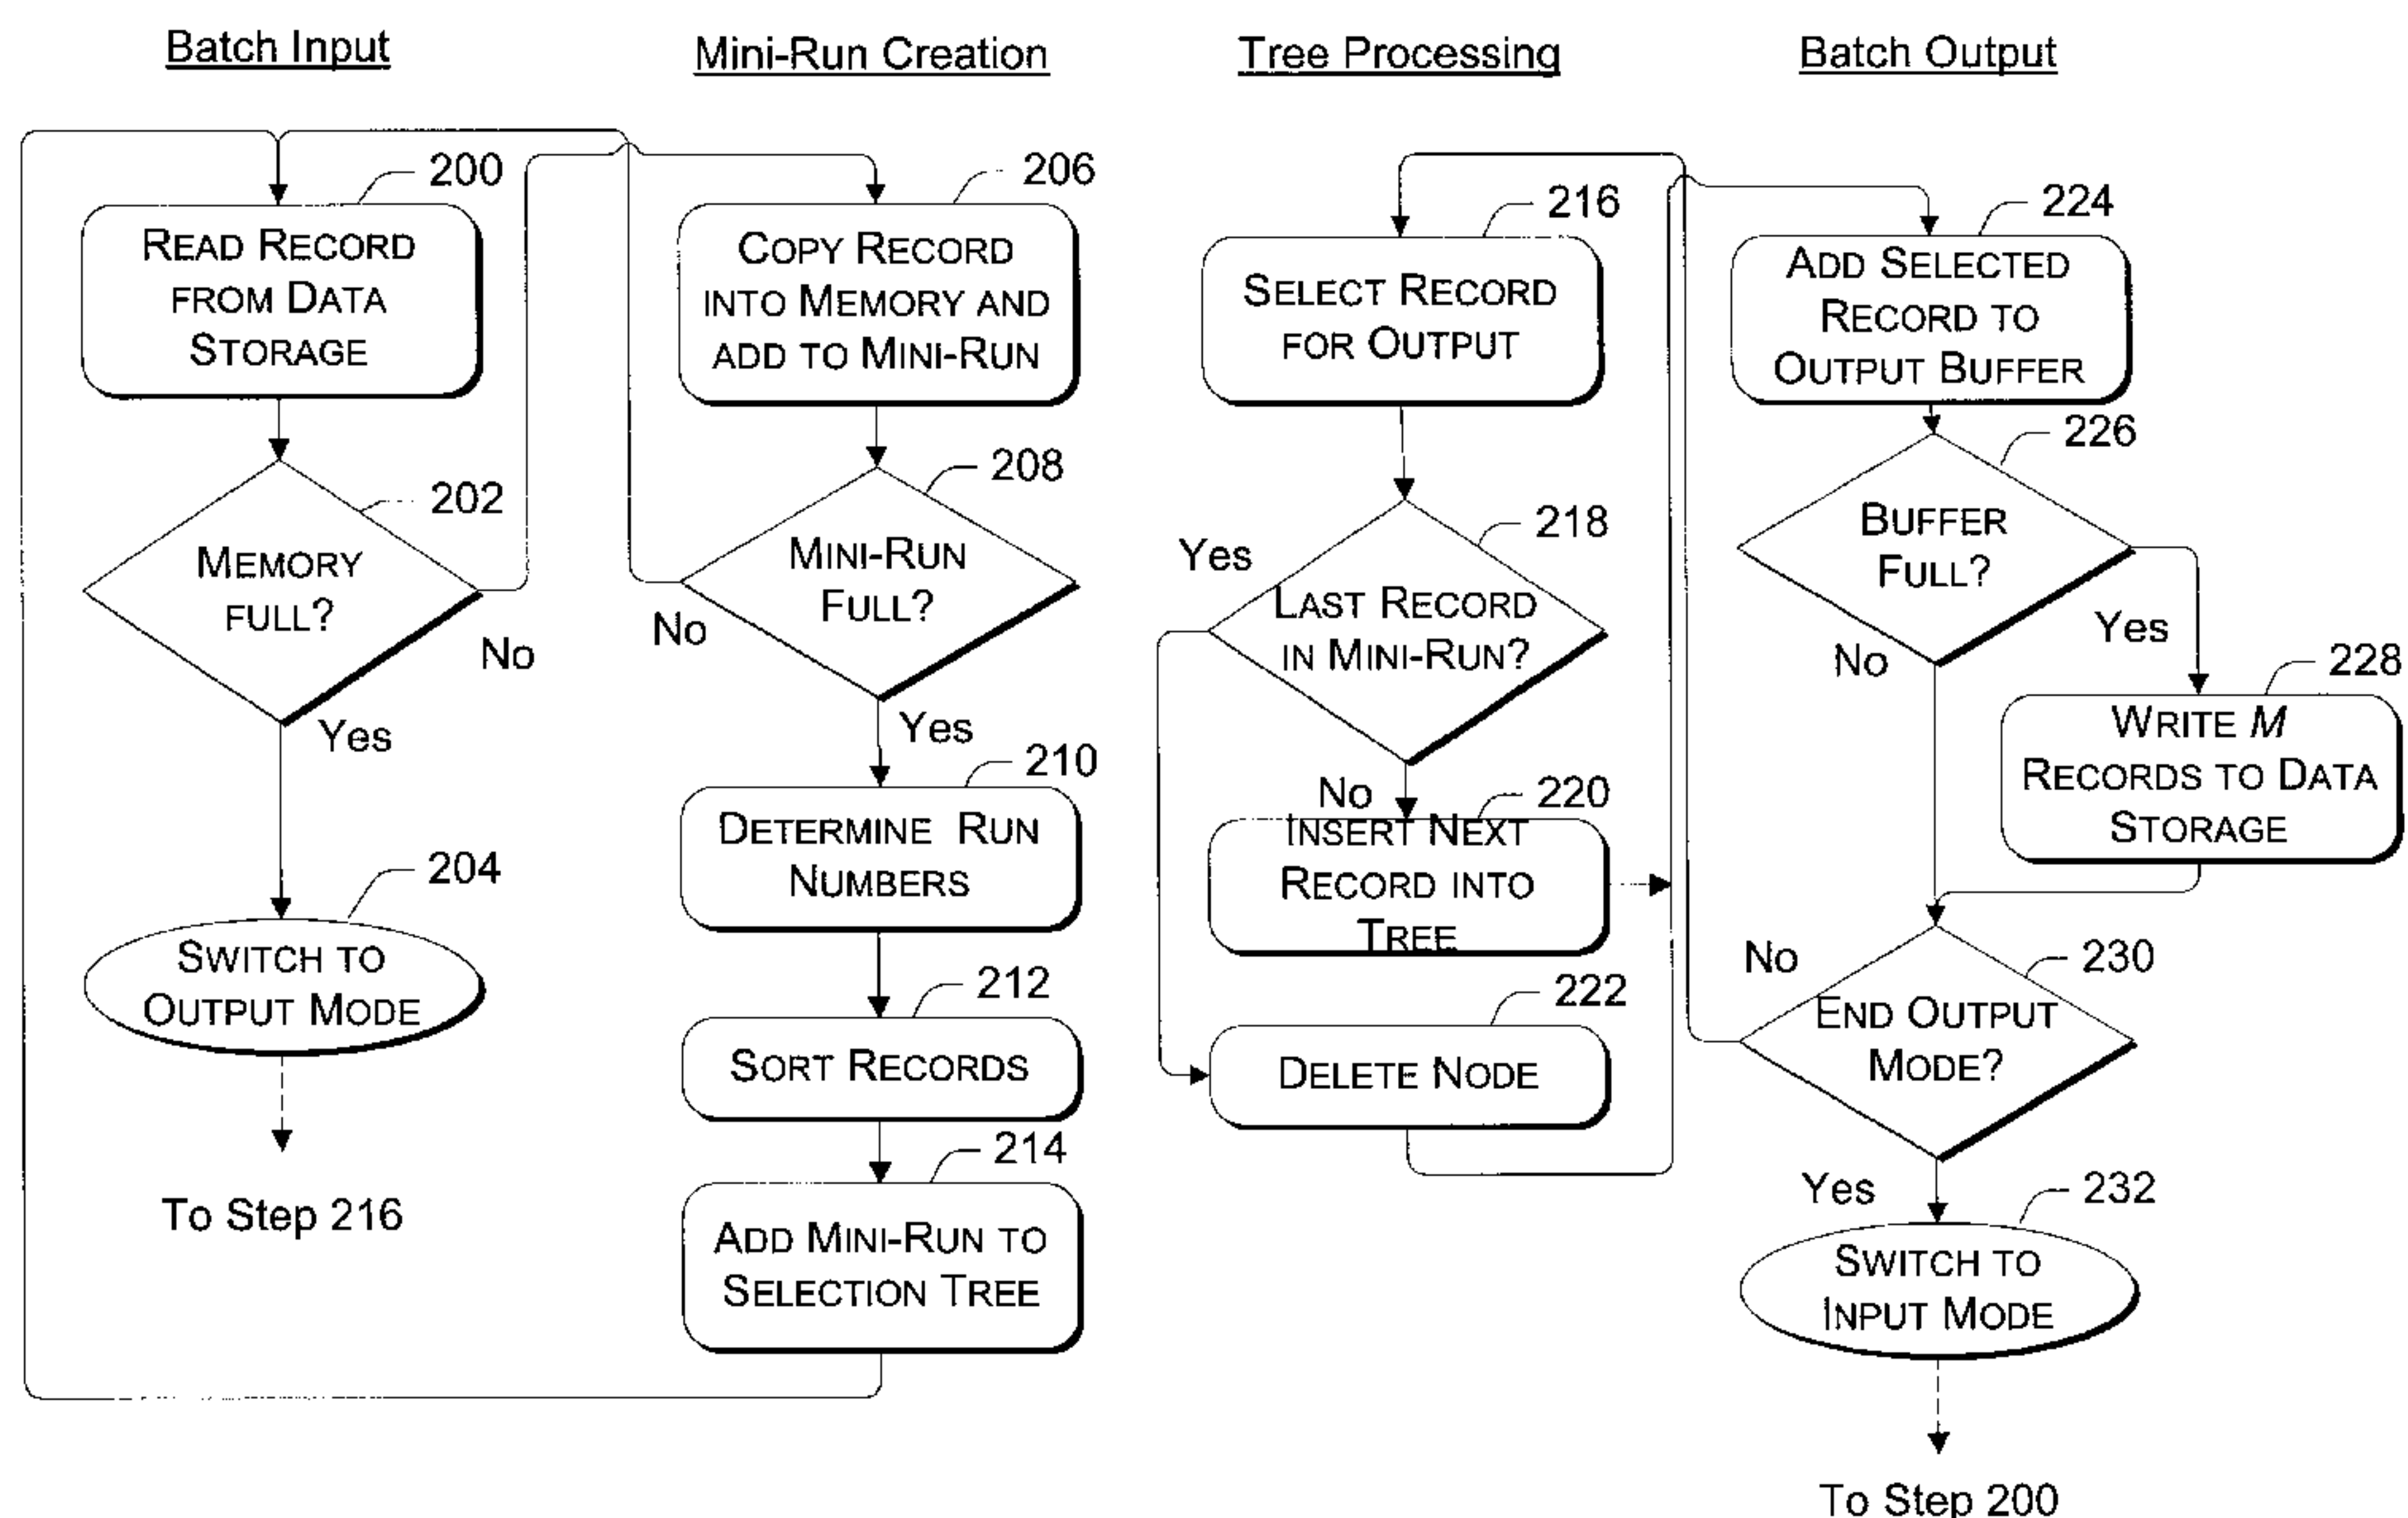 Batch Input
200
READ RECORD
FROM DATA
STORAGE
202
MEMORY
FULL?
No
Yes
204
SWITCH TO
OUTPUT MODE
To Step 216
Mini-Run Creation
206
COPY RECORD
INTO MEMORY AND
ADD TO MINI-RUN
208
MINI-RUN
FULL?
No
Yes
210
DETERMINE RUN
NUMBERS
212
SORT RECORDS
214
ADD MINI-RUN TO
SELECTION TREE
Tree Processing
216
SELECT RECORD
FOR OUTPUT
218
Yes
LAST RECORD
IN MINI-RUN?
No
220
INSERT NEXT
RECORD INTO
TREE
222
DELETE NODE
Batch Output
224
ADD SELECTED
RECORD TO
OUTPUT BUFFER
226
BUFFER
FULL?
Yes
No
228
WRITE M
RECORDS TO DATA
STORAGE
No
230
END OUTPUT
MODE?
Yes
232
SWITCH TO
INPUT MODE
To Step 200